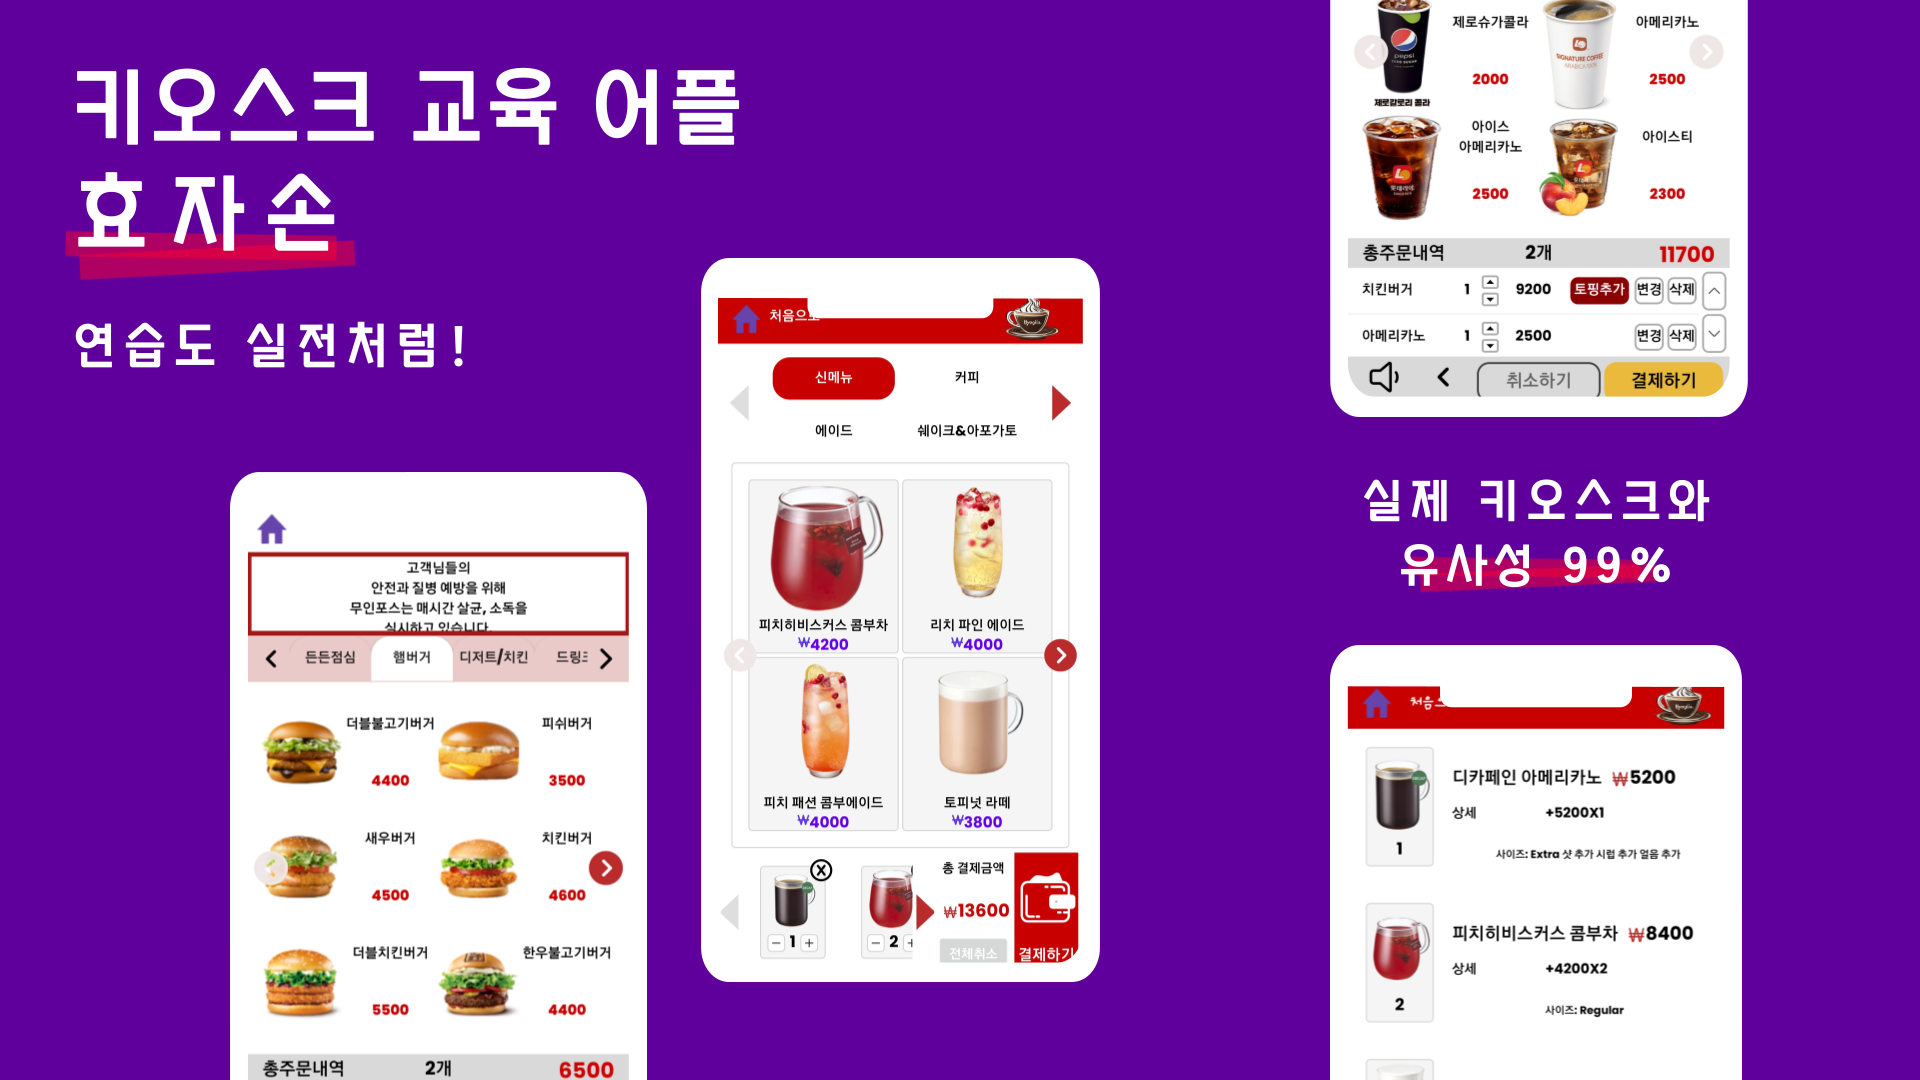 키오스크 교육 어플
효자손
연습도 실전처럼!
고객님들의
안전과 질병 예방을 위해
무인포스는 매시간 살균, 소독을
실시하고 있습니다.
든든점심 햄버거 디저트/치킨 드링크
더블불고기버거 피쉬버거
4400 3500
새우버거 치킨버거
4500 4600
더블치킨버거 한우불고기버거
5500 4400
총주문내역 2개 6500
처음으로
신메뉴 커피
에이드 쉐이크&아포가토
피치히비스커스 콤부차 리치 파인 에이드
₩4200 ₩4000
피치 패션 콤부에이드 토피넛 라떼
₩4000 ₩3800
총 결제금액
₩13600
1 2
전체취소 결제하기
제로슈가콜라 아메리카노
pepsi
SIGNATURE COFFEE
2000 2500
제로칼로리 콜라
아이스
아메리카노
아이스티
2500 2300
총주문내역 2개 11700
치킨버거 1 9200 토핑추가 변경 삭제
아메리카노 1 2500 변경 삭제
취소하기 결제하기
실제 키오스크와
유사성 99%
처음으
디카페인 아메리카노 ₩5200
상세 +5200X1
1
사이즈: Extra 샷 추가 시럽 추가 얼음 추가
피치히비스커스 콤부차 ₩8400
상세 +4200X2
2
사이즈: Regular